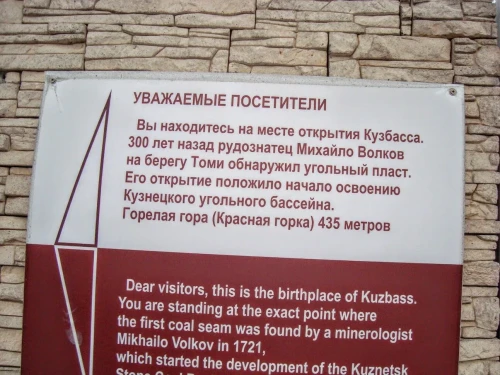 УВАЖАЕМЫЕ ПОСЕТИТЕЛИ
Вы находитесь на месте открытия Кузбасса.
300 лет назад рудознатец Михайло Волков
на берегу Томи обнаружил угольный пласт.
Его открытие положило начало освоению
Кузнецкого угольного бассейна.
Горелая гора (Красная горка) 435 метров
Dear visitors, this is the birthplace of Kuzbass.
You are standing at the exact point where
the first coal seam was found by a minerologist
Mikhailo Volkov in 1721,
which started the development of the Kuznetsk